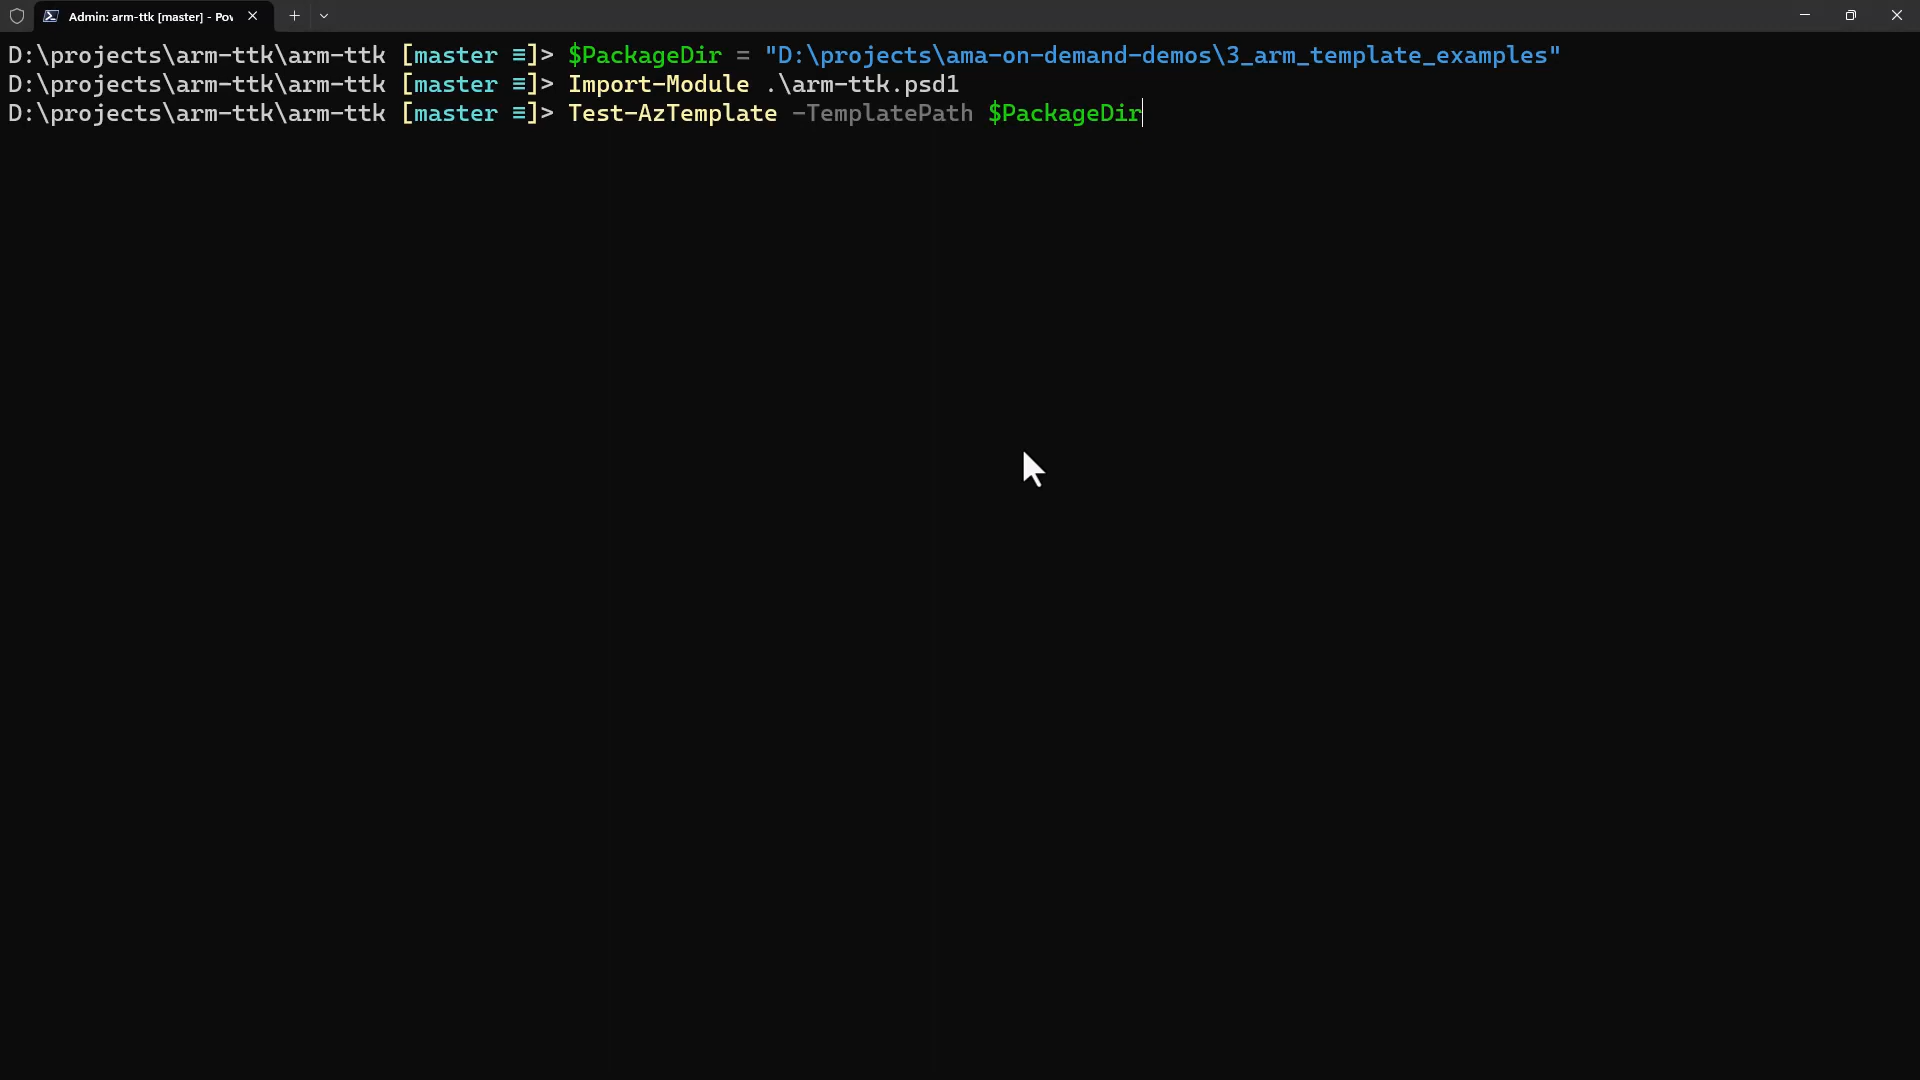 Admin: arm-ttk [master] - Po
D:\projects\arm-ttk\arm-ttk [master ≡]> $PackageDir = "D:\projects\ama-on-demand-demos\3_arm_template_examples"
D:\projects\arm-ttk\arm-ttk [master ≡]> Import-Module .\arm-ttk.psd1
D:\projects\arm-ttk\arm-ttk [master ≡]> Test-AzTemplate -TemplatePath $PackageDir